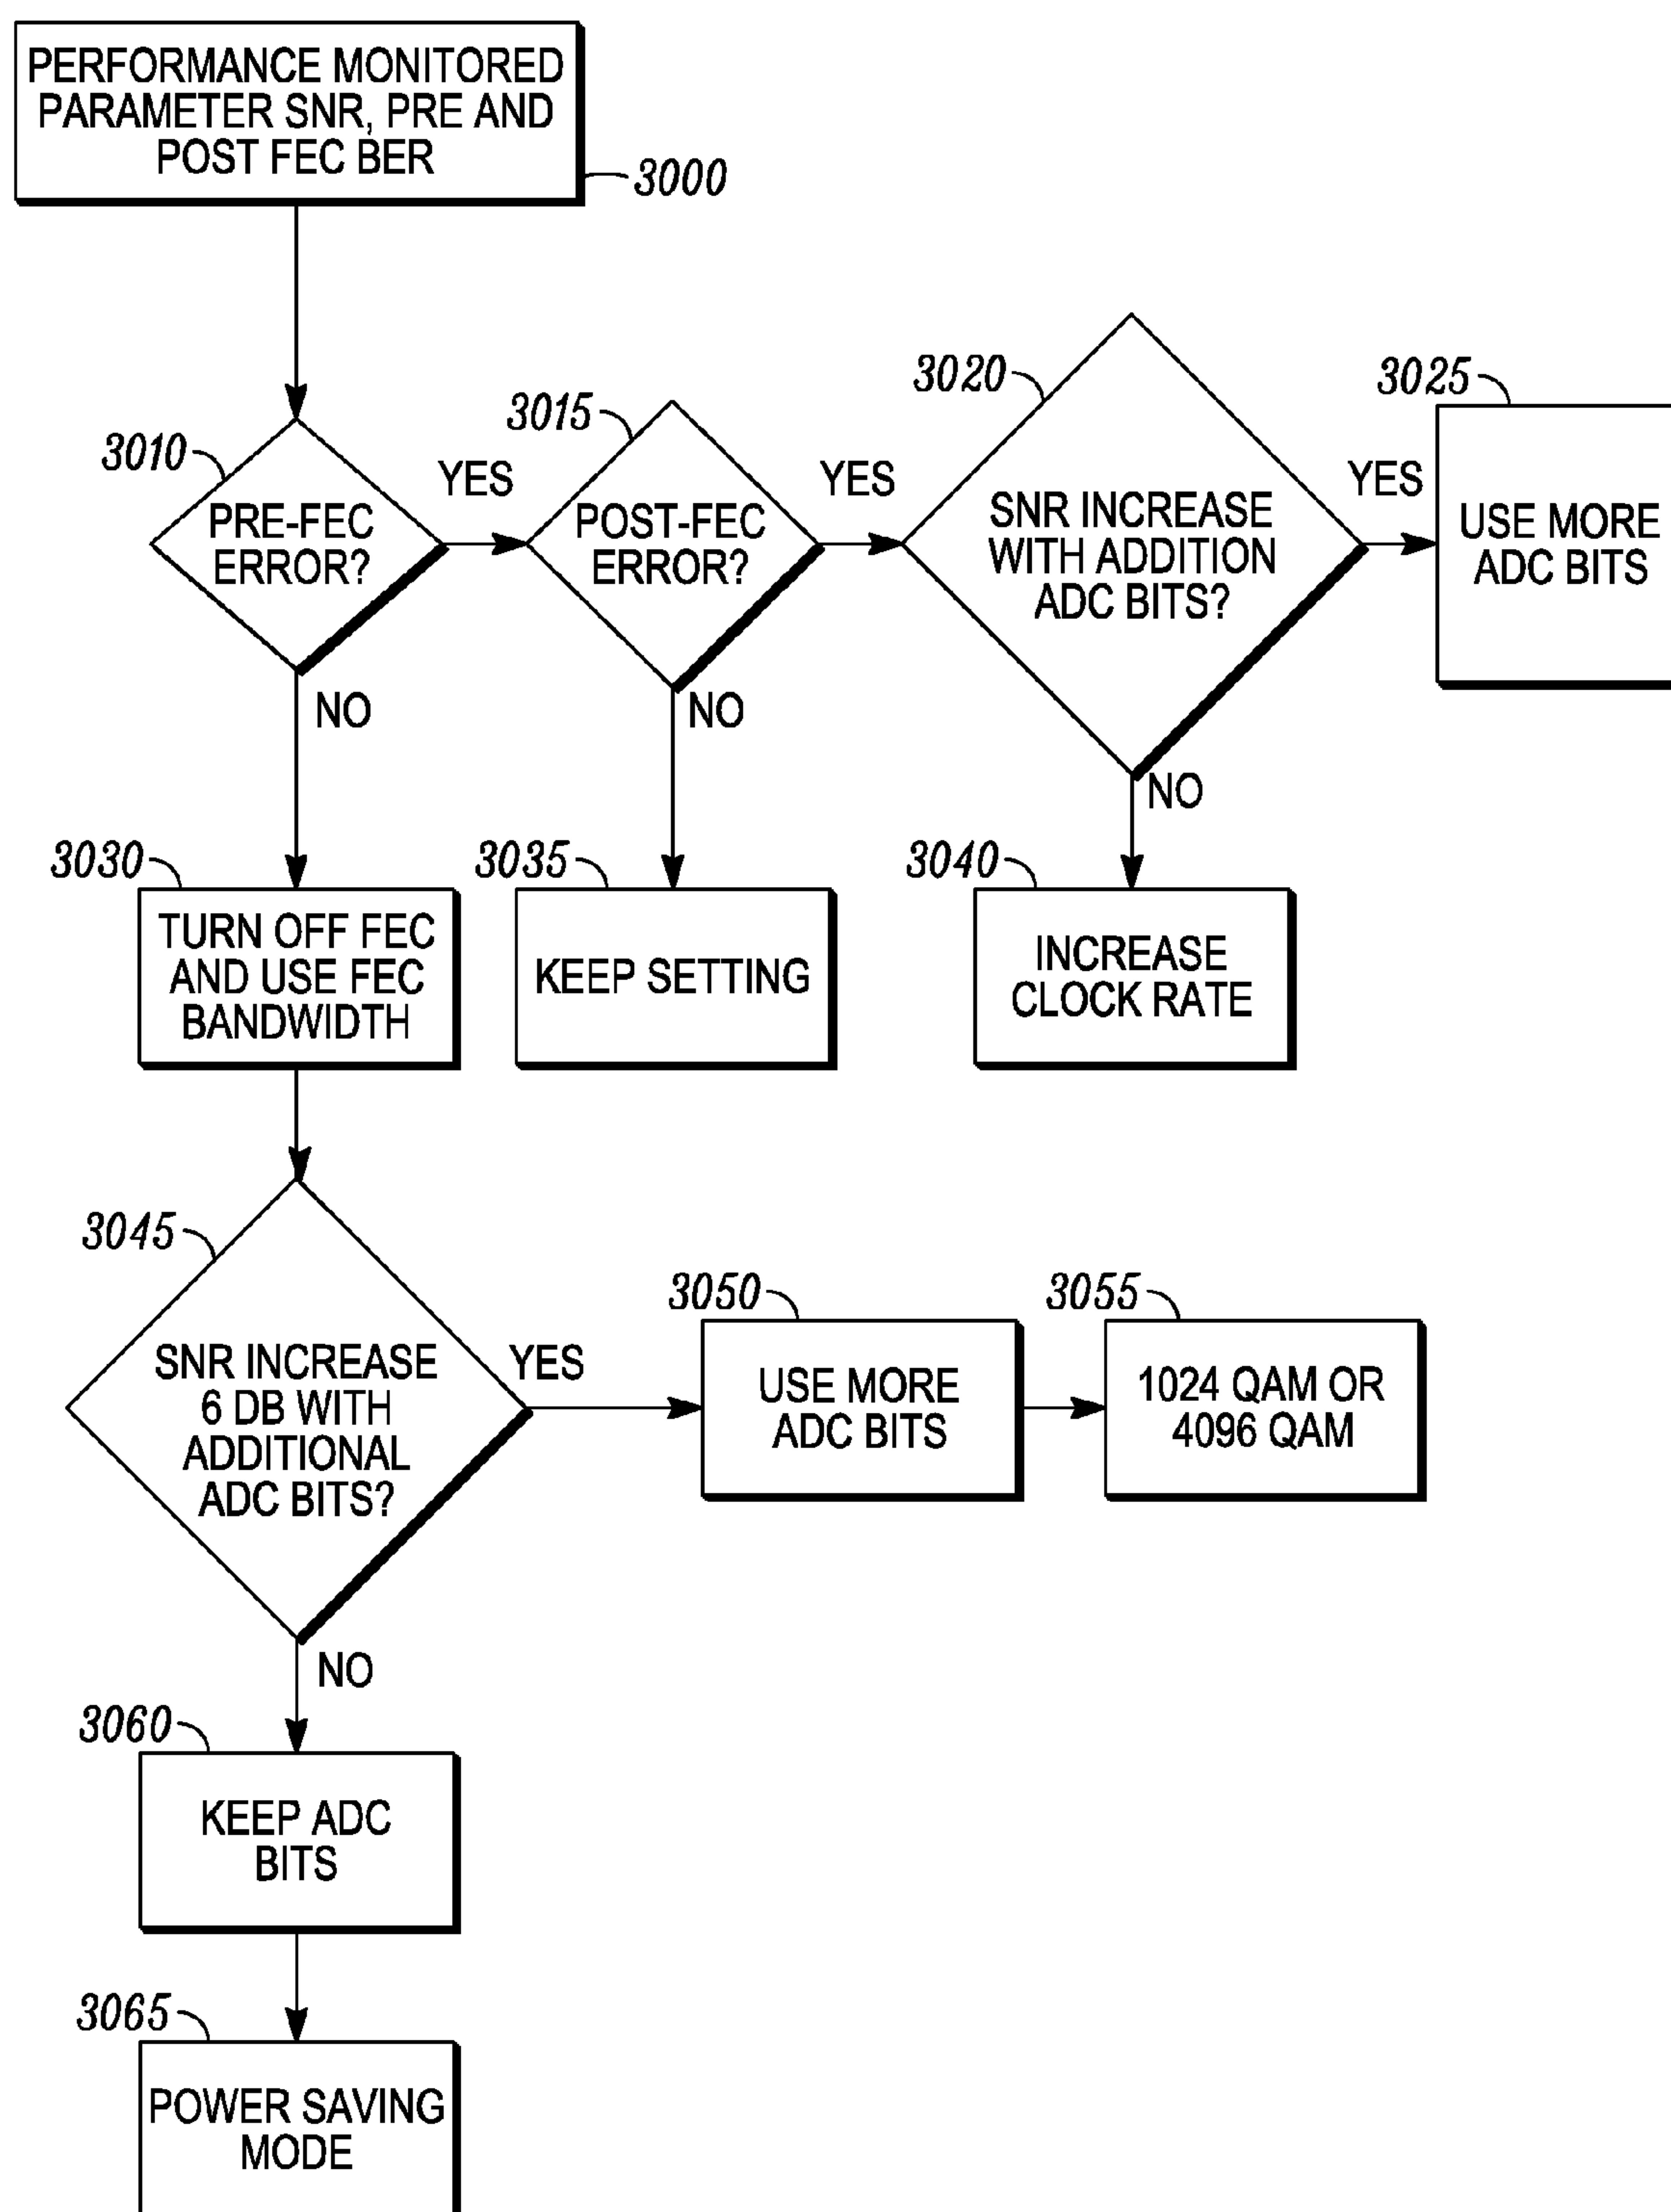 PERFORMANCE MONITORED
PARAMETER SNR, PRE AND
POST FEC BER
3000
3010
PRE-FEC
ERROR?
YES
NO
3015
POST-FEC
ERROR?
YES
NO
3020
SNR INCREASE
WITH ADDITION
ADC BITS?
YES
NO
3025
USE MORE
ADC BITS
3030
TURN OFF FEC
AND USE FEC
BANDWIDTH
3035
KEEP SETTING
3040
INCREASE
CLOCK RATE
3045
SNR INCREASE
6 DB WITH
ADDITIONAL
ADC BITS?
YES
NO
3050
USE MORE
ADC BITS
3055
1024 QAM OR
4096 QAM
3060
KEEP ADC
BITS
3065
POWER SAVING
MODE